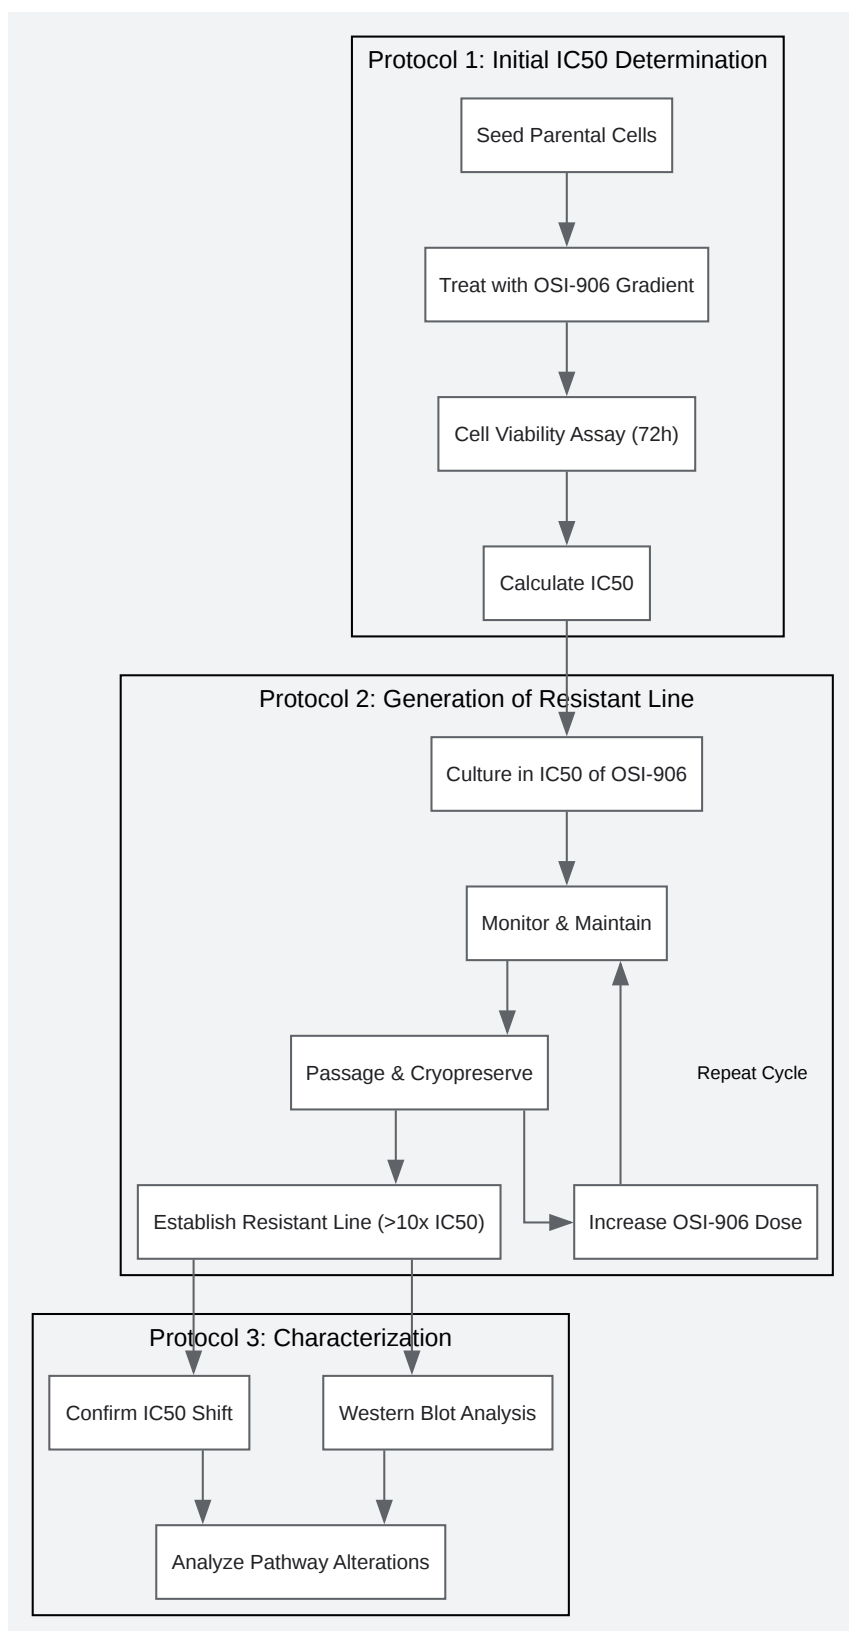 Protocol 1: Initial IC50 Determination
Seed Parental Cells
Treat with OSI-906 Gradient
Cell Viability Assay (72h)
Calculate IC50
Protocol 2: Generation of Resistant Line
Culture in IC50 of OSI-906
Monitor & Maintain
Passage & Cryopreserve
Repeat Cycle
Establish Resistant Line (>10x IC50)
Increase OSI-906 Dose
Protocol 3: Characterization
Confirm IC50 Shift
Western Blot Analysis
Analyze Pathway Alterations